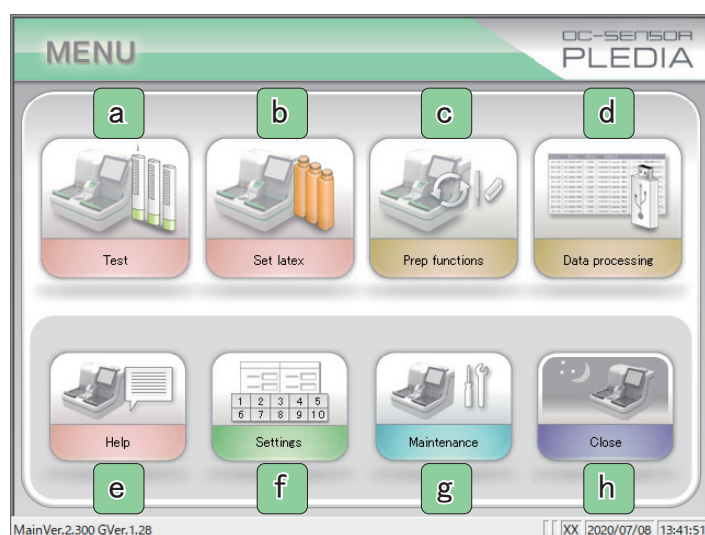 MENU
OC-SENSOR
PLEDIA
a b c d
Test Set latex Prep functions Data processing
1 2 3 4 5
6 7 8 9 10
Help Settings Maintenance Close
e f g h
MainVer.2.300 GVer.1.28 XX 2020/07/08 13:41:51